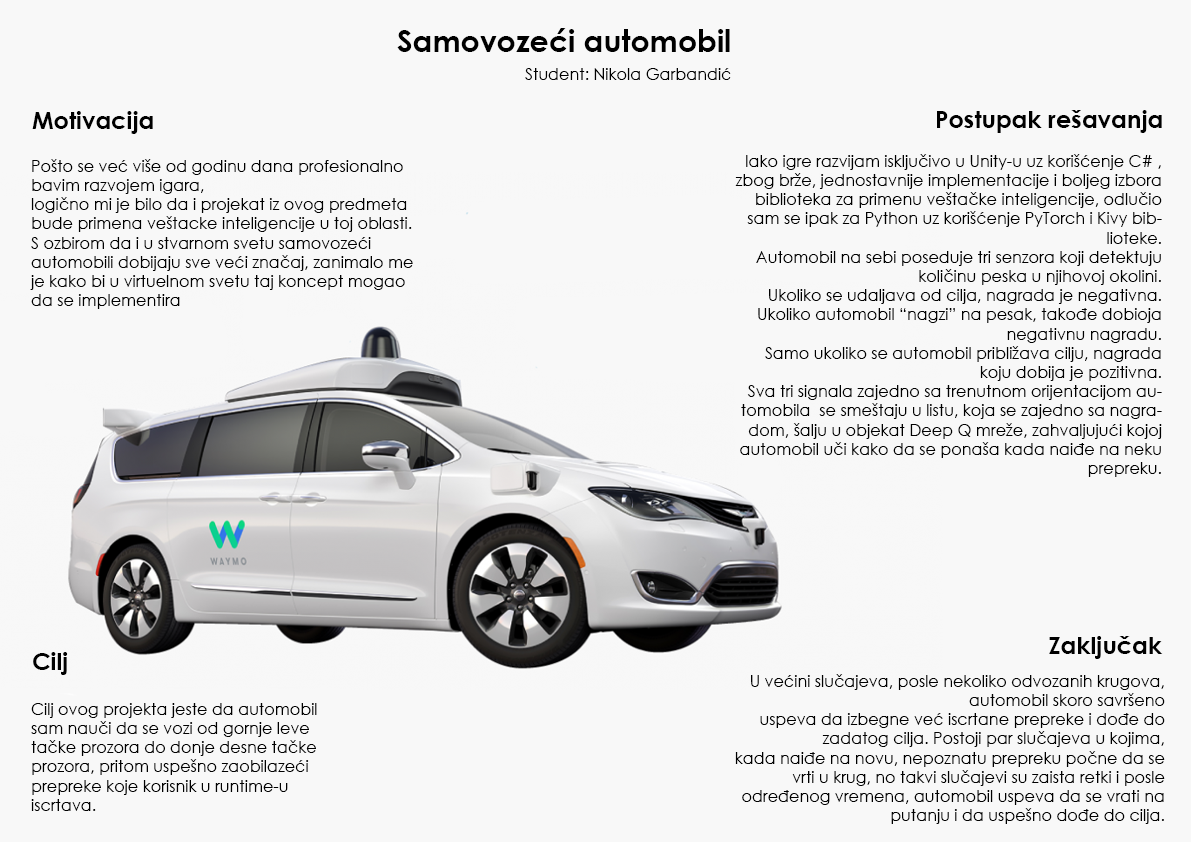 Samovozeći automobil
Student: Nikola Garbandić
Motivacija
Pošto se već više od godinu dana profesionalno
bavim razvojem igara,
logično mi je bilo da i projekat iz ovog predmeta
bude primena veštacke inteligencije u toj oblasti.
S ozbirom da i u stvarnom svetu samovozeći
automobili dobijaju sve veći značaj, zanimalo me
je kako bi u virtuelnom svetu taj koncept mogao
da se implementira
Postupak rešavanja
Iako igre razvijam isključivo u Unity-u uz korišćenje C# ,
zbog brže, jednostavnije implementacije i boljeg izbora
biblioteka za primenu veštačke inteligencije, odlučio
sam se ipak za Python uz korišćenje PyTorch i Kivy bib-
lioteke.
Automobil na sebi poseduje tri senzora koji detektuju
količinu peska u njihovoj okolini.
Ukoliko se udaljava od cilja, nagrada je negativna.
Ukoliko automobil “nagzi” na pesak, takođe dobioja
negativnu nagradu.
Samo ukoliko se automobil približava cilju, nagrada
koju dobija je pozitivna.
Sva tri signala zajedno sa trenutnom orijentacijom au-
tomobila  se smeštaju u listu, koja se zajedno sa nagra-
dom, šalju u objekat Deep Q mreže, zahvaljujući kojoj
automobil uči kako da se ponaša kada naiđe na neku
prepreku.
WAYMO
Cilj
Cilj ovog projekta jeste da automobil
sam nauči da se vozi od gornje leve
tačke prozora do donje desne tačke
prozora, pritom uspešno zaobilazeći
prepreke koje korisnik u runtime-u
iscrtava.
Zaključak
U većini slučajeva, posle nekoliko odvozanih krugova,
automobil skoro savršeno
uspeva da izbegne već iscrtane prepreke i dođe do
zadatog cilja. Postoji par slučajeva u kojima,
kada naiđe na novu, nepoznatu prepreku počne da se
vrti u krug, no takvi slučajevi su zaista retki i posle
određenog vremena, automobil uspeva da se vrati na
putanju i da uspešno dođe do cilja.